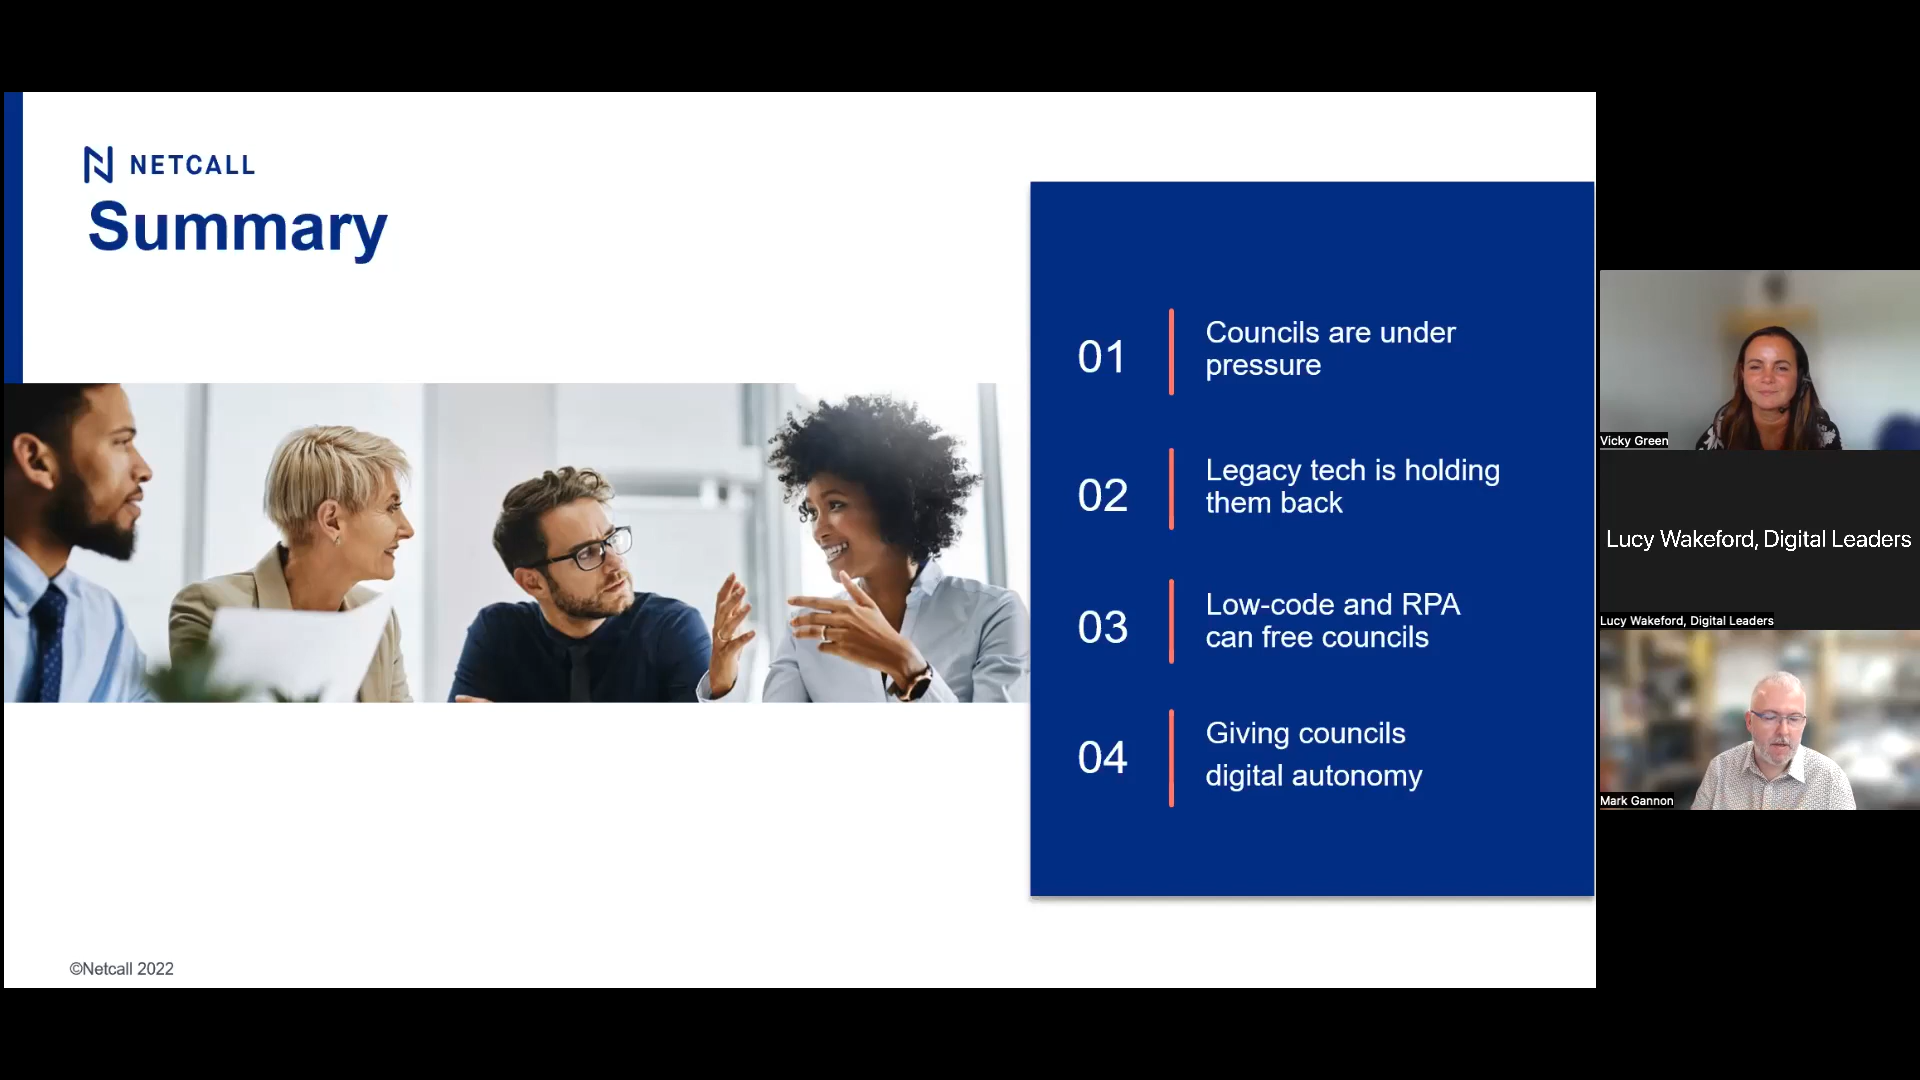 NETCALL
Summary
01
Councils are under
pressure
02
Legacy tech is holding
them back
03
Low-code and RPA
can free councils
04
Giving councils
digital autonomy
©Netcall 2022
Vicky Green
Lucy Wakeford, Digital Leaders
Lucy Wakeford, Digital Leaders
Mark Gannon